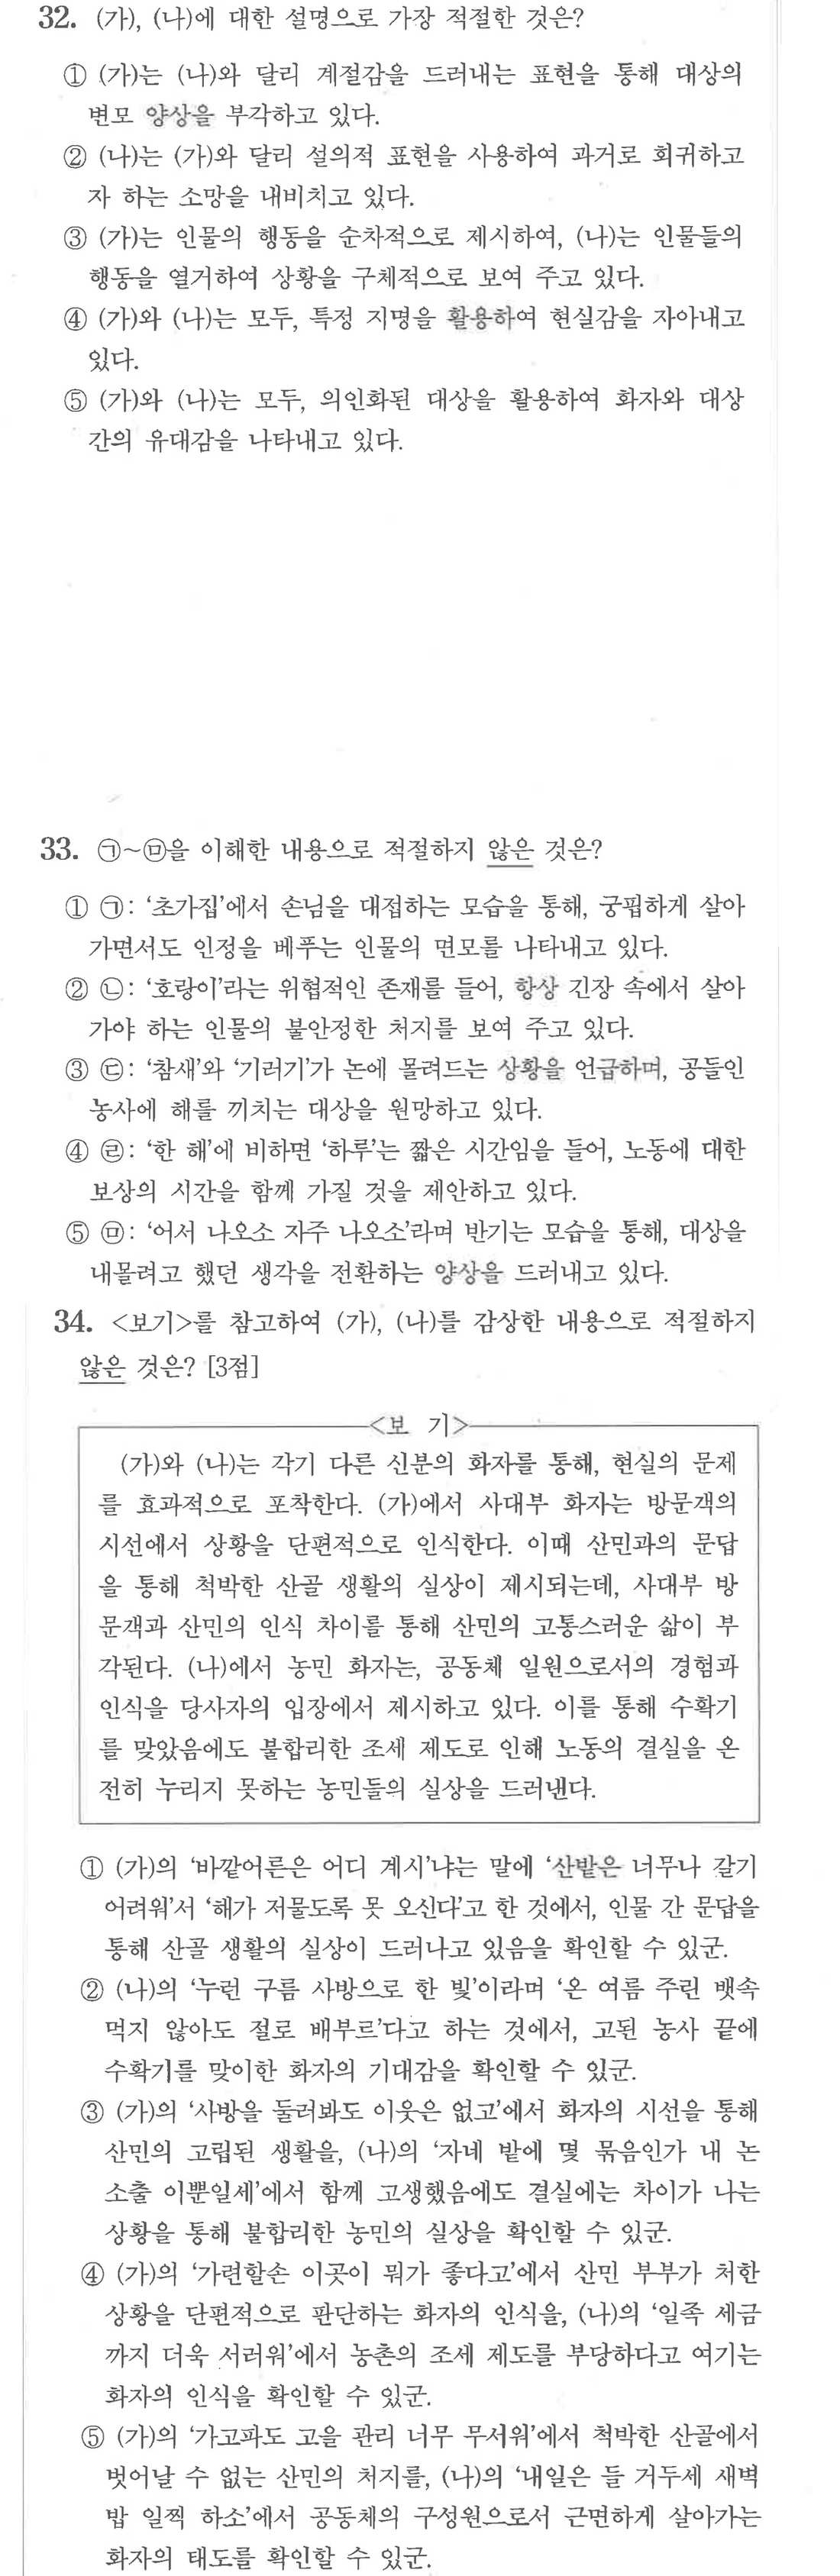 32. (가), (나)에 대한 설명으로 가장 적절한 것은?
① (가)는 (나)와 달리 계절감을 드러내는 표현을 통해 대상의
변모 양상을 부각하고 있다.
② (나)는 (가)와 달리 설의적 표현을 사용하여 과거로 회귀하고
자 하는 소망을 내비치고 있다.
③ (가)는 인물의 행동을 순차적으로 제시하여, (나)는 인물들의
행동을 열거하여 상황을 구체적으로 보여 주고 있다.
④ (가)와 (나)는 모두, 특정 지명을 활용하여 현실감을 자아내고
있다.
⑤ (가)와 (나)는 모두, 의인화된 대상을 활용하여 화자와 대상
간의 유대감을 나타내고 있다.
33. ㉠~㉤을 이해한 내용으로 적절하지 않은 것은?
① ㉠: ‘초가집’에서 손님을 대접하는 모습을 통해, 궁핍하게 살아
가면서도 인정을 베푸는 인물의 면모를 나타내고 있다.
② ㉡: ‘호랑이’라는 위협적인 존재를 들어, 항상 긴장 속에서 살아
가야 하는 인물의 불안정한 처지를 보여 주고 있다.
③ ㉢: ‘참새’와 ‘기러기’가 논에 몰려드는 상황을 언급하며, 공들인
농사에 해를 끼치는 대상을 원망하고 있다.
④ ㉣: ‘한 해’에 비하면 ‘하루’는 짧은 시간임을 들어, 노동에 대한
보상의 시간을 함께 가질 것을 제안하고 있다.
⑤ ㉤: ‘어서 나오소 자주 나오소’라며 반기는 모습을 통해, 대상을
내몰려고 했던 생각을 전환하는 양상을 드러내고 있다.
34. <보기>를 참고하여 (가), (나)를 감상한 내용으로 적절하지
않은 것은? [3점]
<보 기>
(가)와 (나)는 각기 다른 신분의 화자를 통해, 현실의 문제
를 효과적으로 포착한다. (가)에서 사대부 화자는 방문객의
시선에서 상황을 단편적으로 인식한다. 이때 산민과의 문답
을 통해 척박한 산골 생활의 실상이 제시되는데, 사대부 방
문객과 산민의 인식 차이를 통해 산민의 고통스러운 삶이 부
각된다. (나)에서 농민 화자는, 공동체 일원으로서의 경험과
인식을 당사자의 입장에서 제시하고 있다. 이를 통해 수확기
를 맞았음에도 불합리한 조세 제도로 인해 노동의 결실을 온
전히 누리지 못하는 농민들의 실상을 드러낸다.
① (가)의 ‘바깥어른은 어디 계시’냐는 말에 ‘산밭은 너무나 갈기
어려워’서 ‘해가 저물도록 못 오신다’고 한 것에서, 인물 간 문답을
통해 산골 생활의 실상이 드러나고 있음을 확인할 수 있군.
② (나)의 ‘누런 구름 사방으로 한 빛’이라며 ‘온 여름 주린 뱃속
먹지 않아도 절로 배부르’다고 하는 것에서, 고된 농사 끝에
수확기를 맞이한 화자의 기대감을 확인할 수 있군.
③ (가)의 ‘사방을 둘러봐도 이웃은 없고’에서 화자의 시선을 통해
산민의 고립된 생활을, (나)의 ‘자네 밭에 몇 묶음인가 내 논
소출 이뿐일세’에서 함께 고생했음에도 결실에는 차이가 나는
상황을 통해 불합리한 농민의 실상을 확인할 수 있군.
④ (가)의 ‘가련할손 이곳이 뭐가 좋다고’에서 산민 부부가 처한
상황을 단편적으로 판단하는 화자의 인식을, (나)의 ‘일족 세금
까지 더욱 서러워’에서 농촌의 조세 제도를 부당하다고 여기는
화자의 인식을 확인할 수 있군.
⑤ (가)의 ‘가고파도 고을 관리 너무 무서워’에서 척박한 산골에서
벗어날 수 없는 산민의 처지를, (나)의 ‘내일은 들 거두세 새벽
밥 일찍 하소’에서 공동체의 구성원으로서 근면하게 살아가는
화자의 태도를 확인할 수 있군.